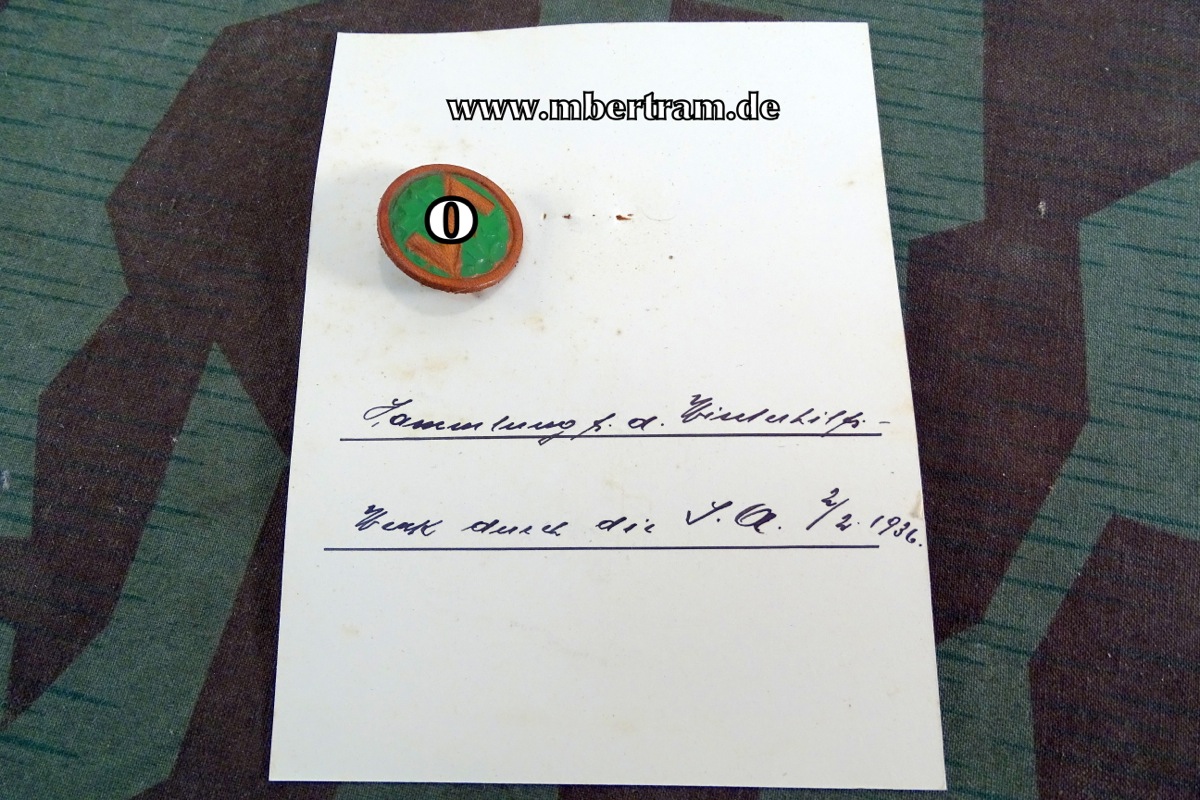 www.mbertram.de
0
Sammlung f. d. Winterhilfs-
Werk durch die S.A. 2/2. 1936.